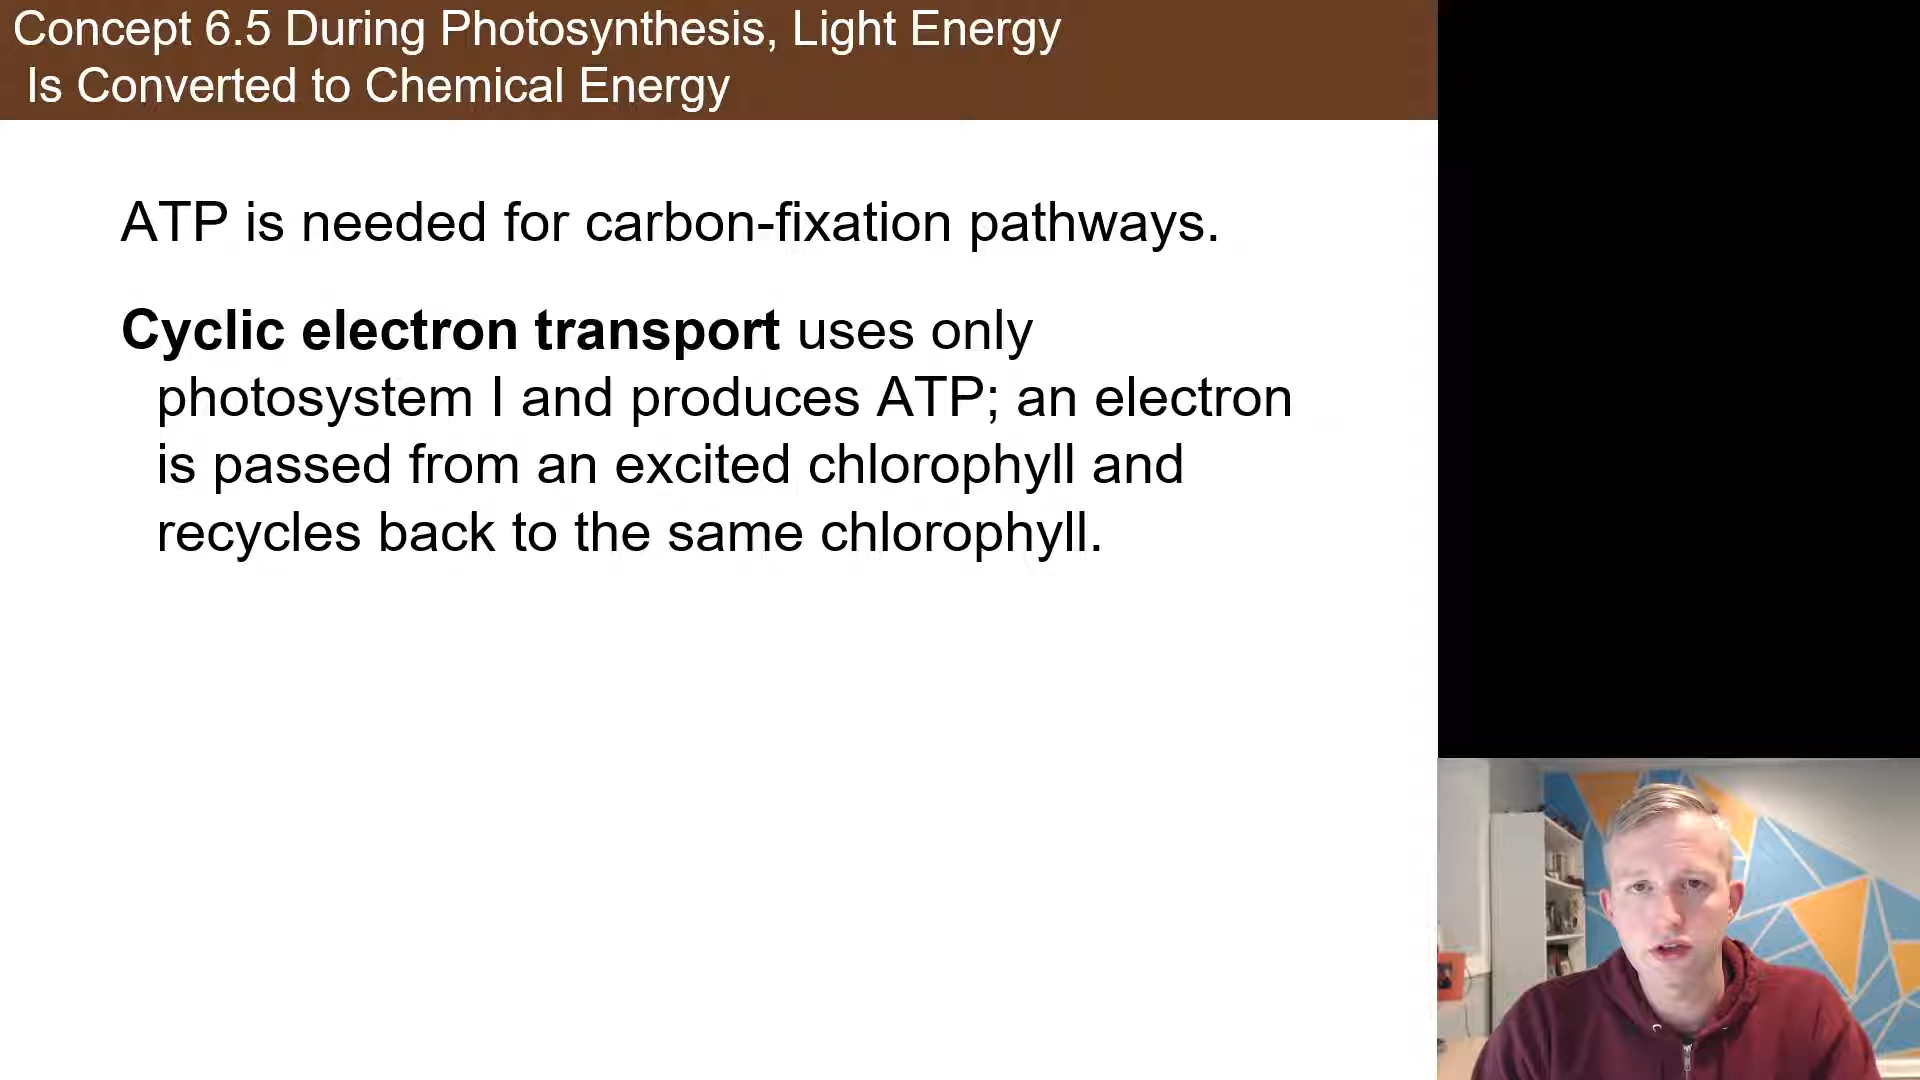 Concept 6.5 During Photosynthesis, Light Energy
Is Converted to Chemical Energy
ATP is needed for carbon-fixation pathways.
Cyclic electron transport uses only
photosystem I and produces ATP; an electron
is passed from an excited chlorophyll and
recycles back to the same chlorophyll.